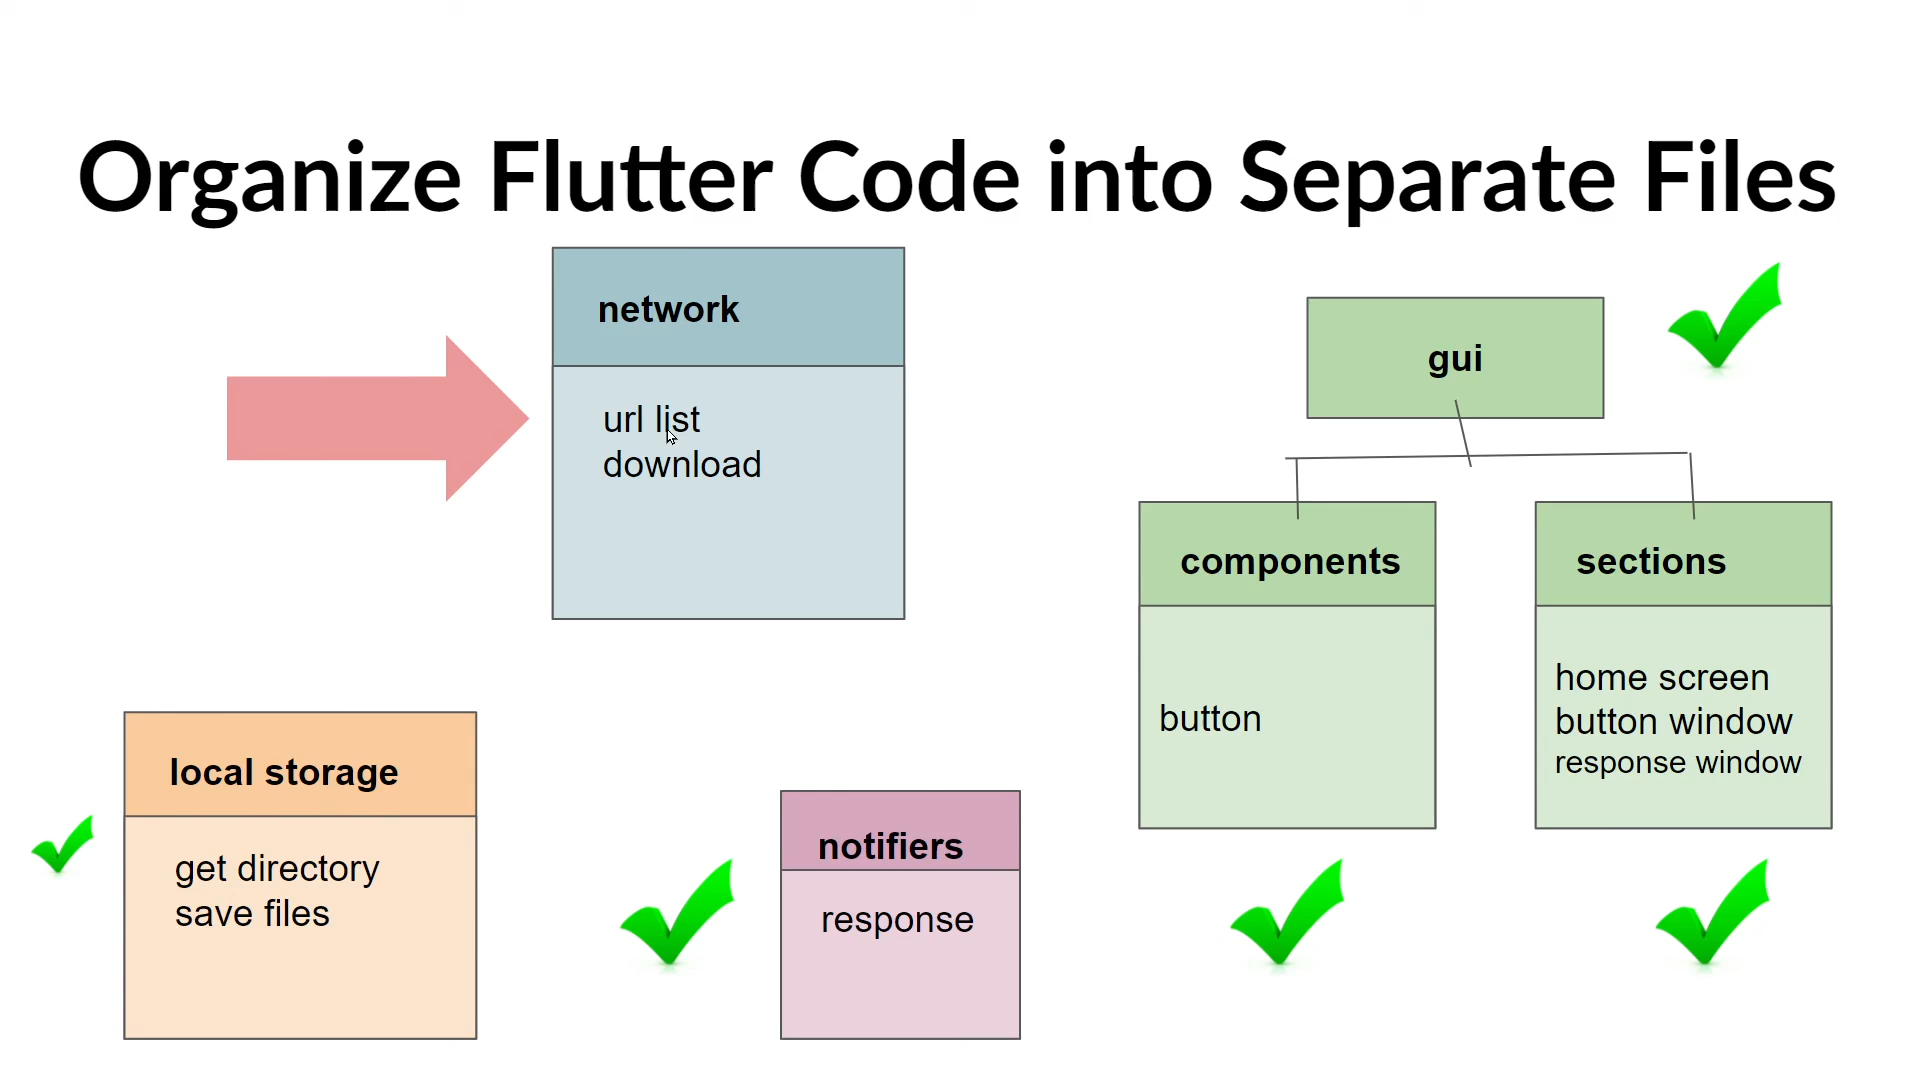 Organize Flutter Code into Separate Files
network
url list
download
gui
components
button
sections
home screen
button window
response window
local storage
get directory
save files
notifiers
response